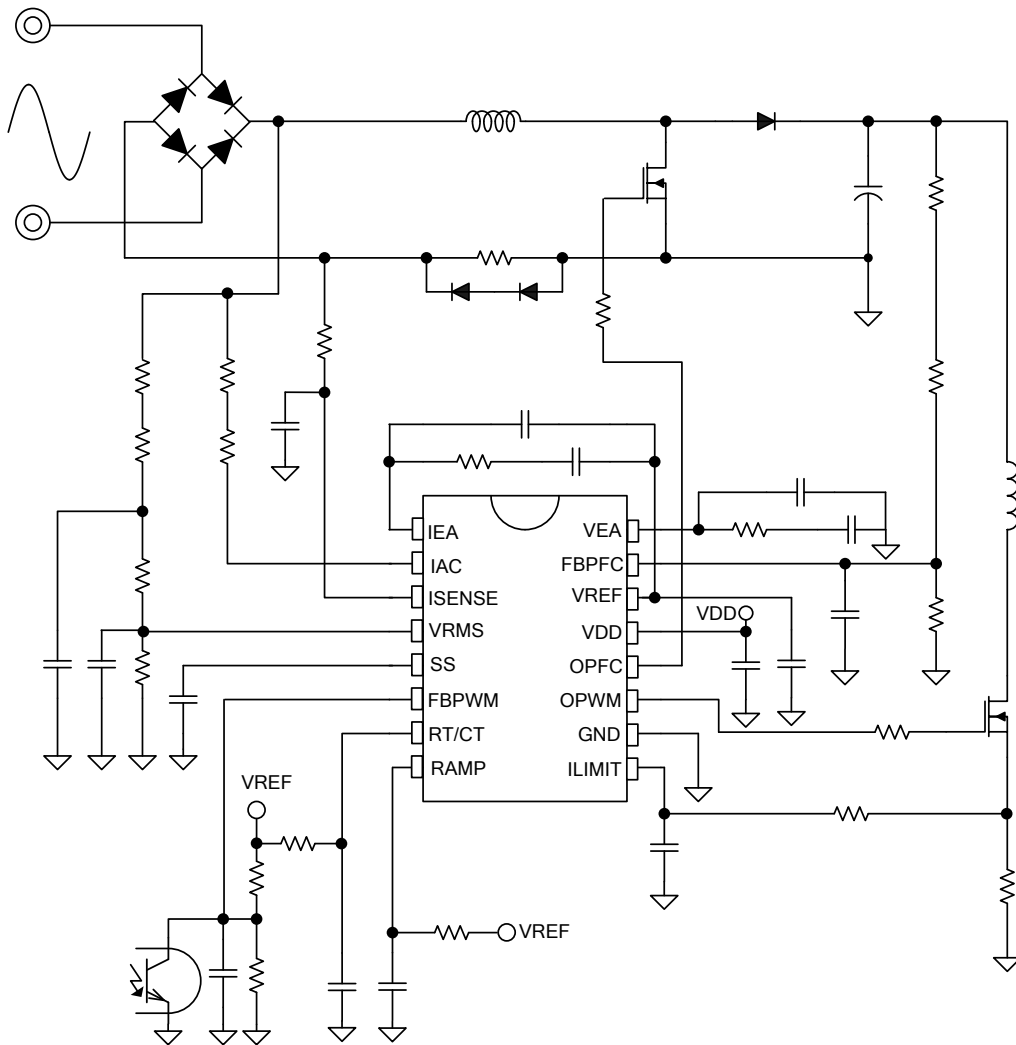 IEA
VEA
IAC
FBPFC
ISENSE
VREF
VRMS
VDD
VDD
SS
OPFC
FBPWM
OPWM
RT/CT
GND
RAMP
ILIMIT
VREF
VREF